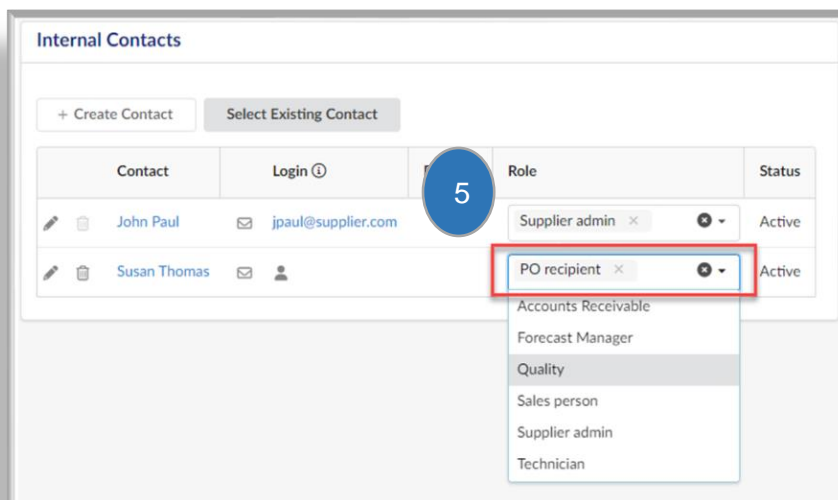 Internal Contacts
+ Create Contact
Select Existing Contact
Contact Login Role Status
5
John Paul jpaul@supplier.com Supplier admin × Active
Susan Thomas PO recipient × Active
Accounts Receivable
Forecast Manager
Quality
Sales person
Supplier admin
Technician